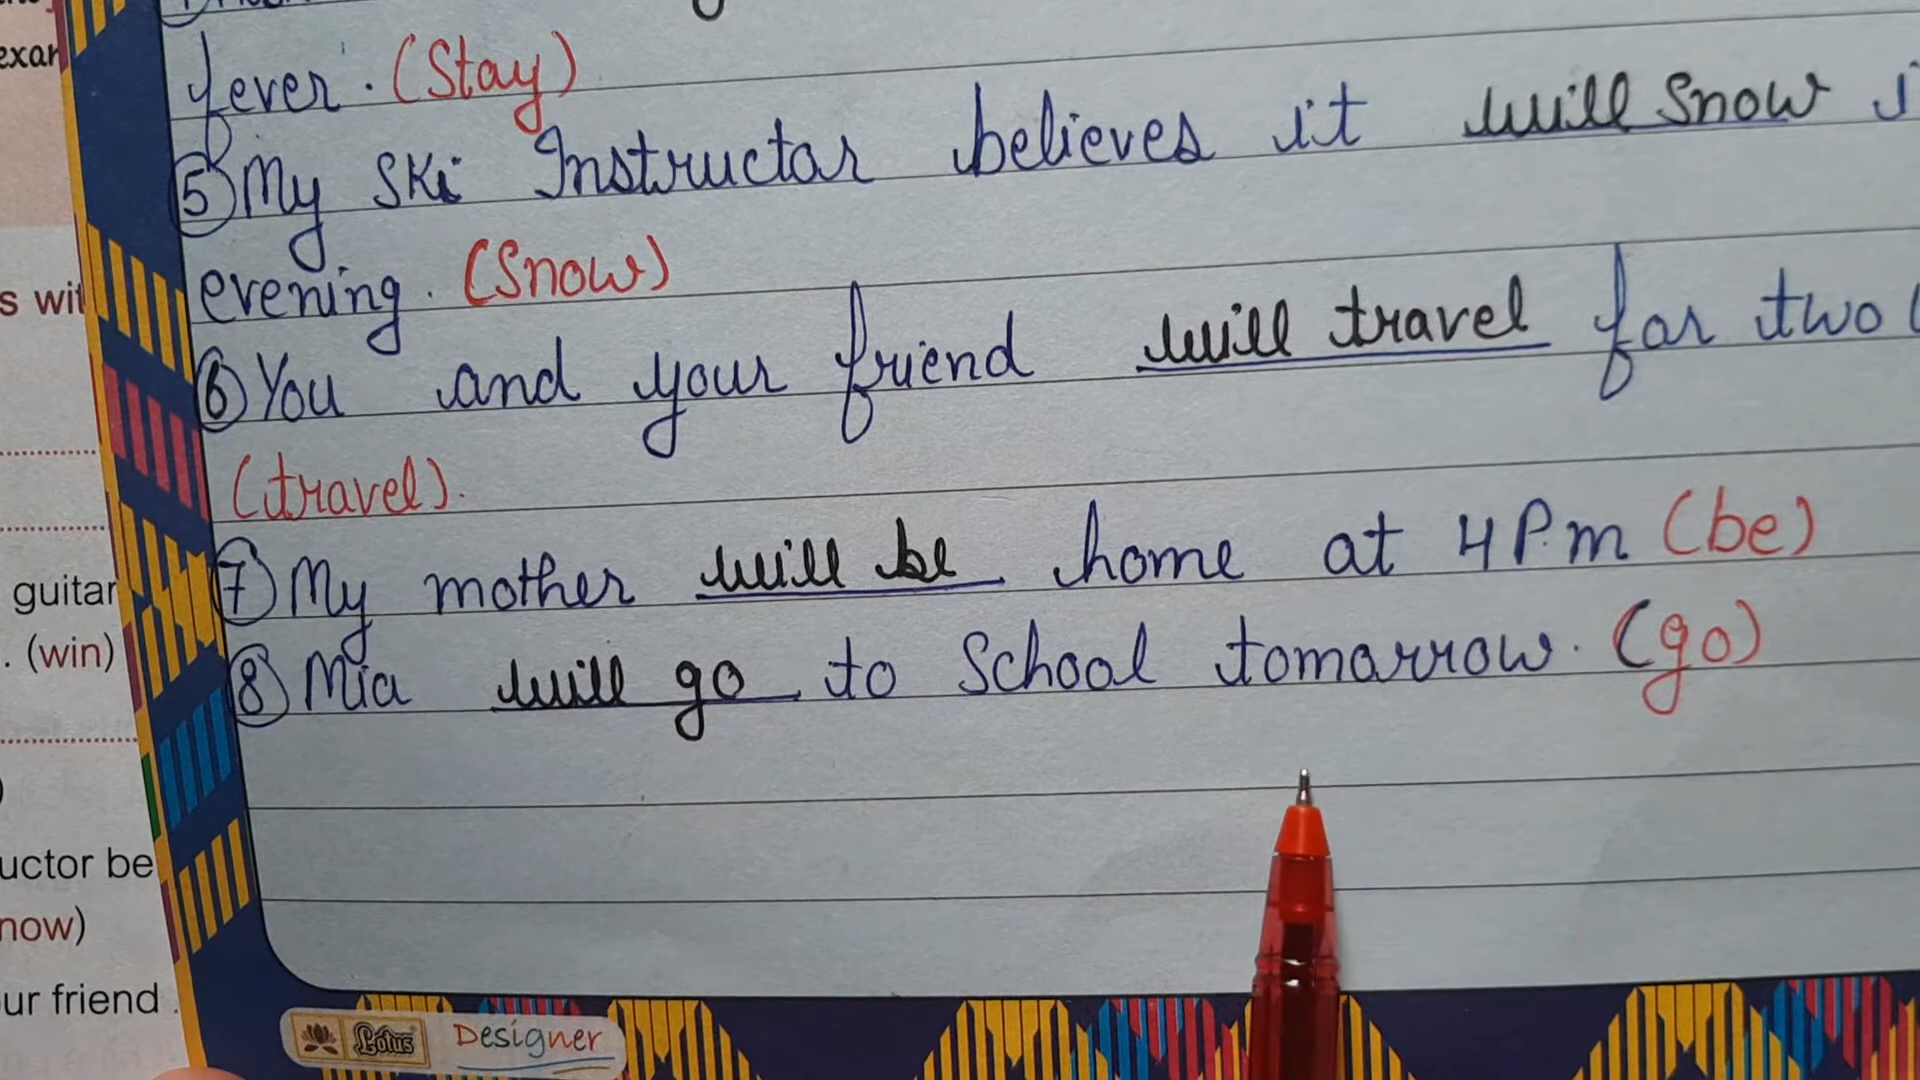 fever. (Stay)
5 My Ski Instructor believes it will snow
evening. (Snow)
6 You and your friend will travel for two
(travel).
7 My mother will be home at 4 P.m (be)
8 Mia will go to School tomorrow. (go)
exar
s wit
guitar
. (win)
uctor be
now)
ur friend
Lotus Designer